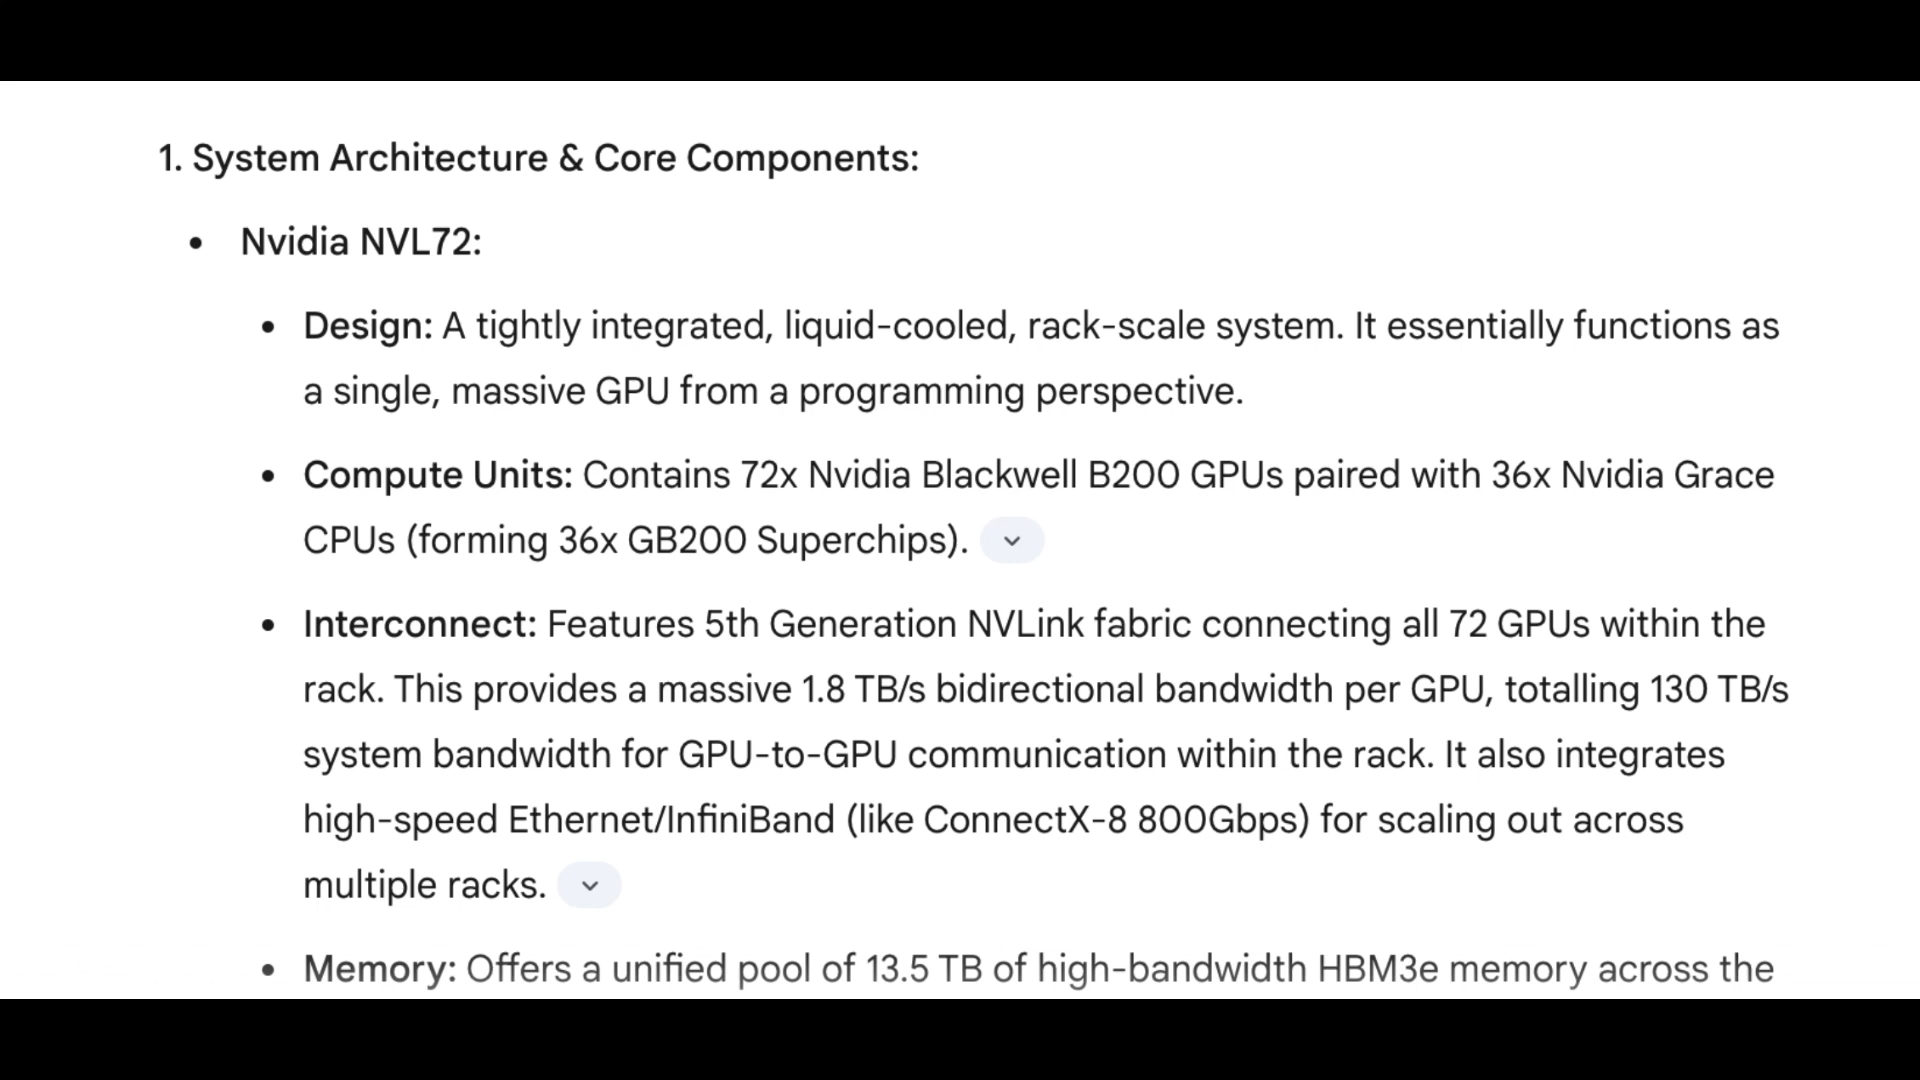 1. System Architecture & Core Components:
• Nvidia NVL72:
• Design: A tightly integrated, liquid-cooled, rack-scale system. It essentially functions as
a single, massive GPU from a programming perspective.
• Compute Units: Contains 72x Nvidia Blackwell B200 GPUs paired with 36x Nvidia Grace
CPUs (forming 36x GB200 Superchips).
• Interconnect: Features 5th Generation NVLink fabric connecting all 72 GPUs within the
rack. This provides a massive 1.8 TB/s bidirectional bandwidth per GPU, totalling 130 TB/s
system bandwidth for GPU-to-GPU communication within the rack. It also integrates
high-speed Ethernet/InfiniBand (like ConnectX-8 800Gbps) for scaling out across
multiple racks.
• Memory: Offers a unified pool of 13.5 TB of high-bandwidth HBM3e memory across the